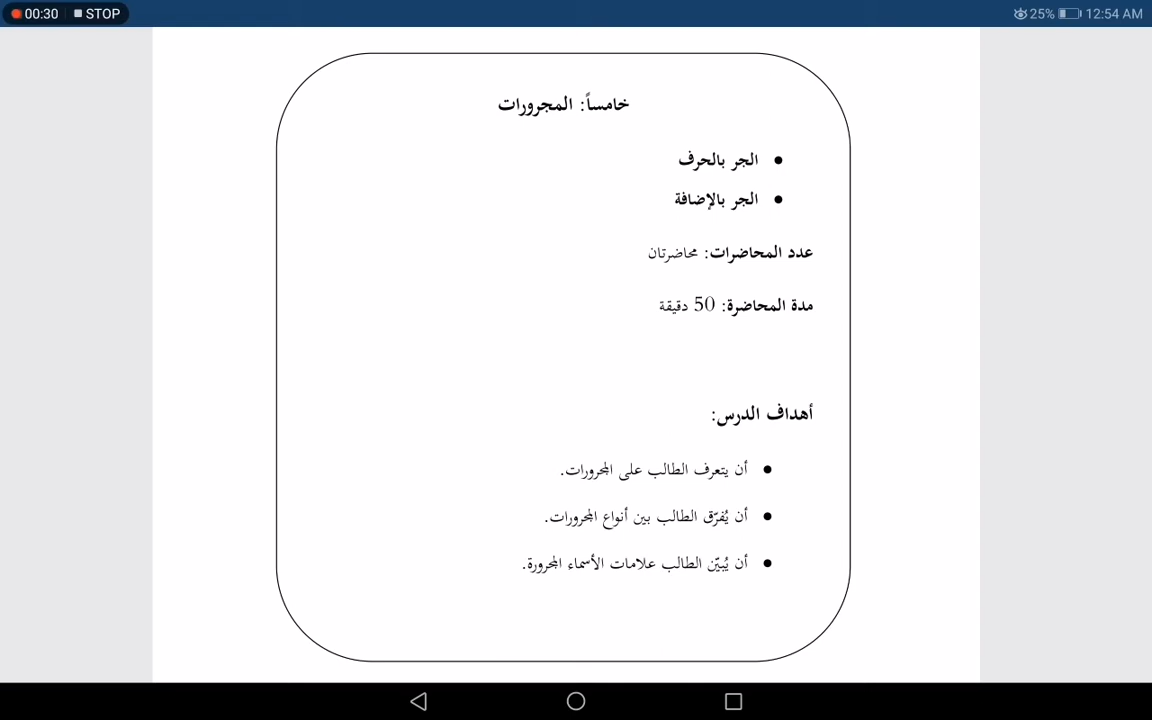 00:30 STOP 25% 12:54 AM
خامساً: المجرورات
• الجر بالحرف
• الجر بالإضافة
عدد المحاضرات: محاضرتان
مدة المحاضرة: 50 دقيقة
أهداف الدرس:
• أن يتعرف الطالب على المجرورات.
• أن يُفرّق الطالب بين أنواع المجرورات.
• أن يُبيّن الطالب علامات الأسماء المجرورة.